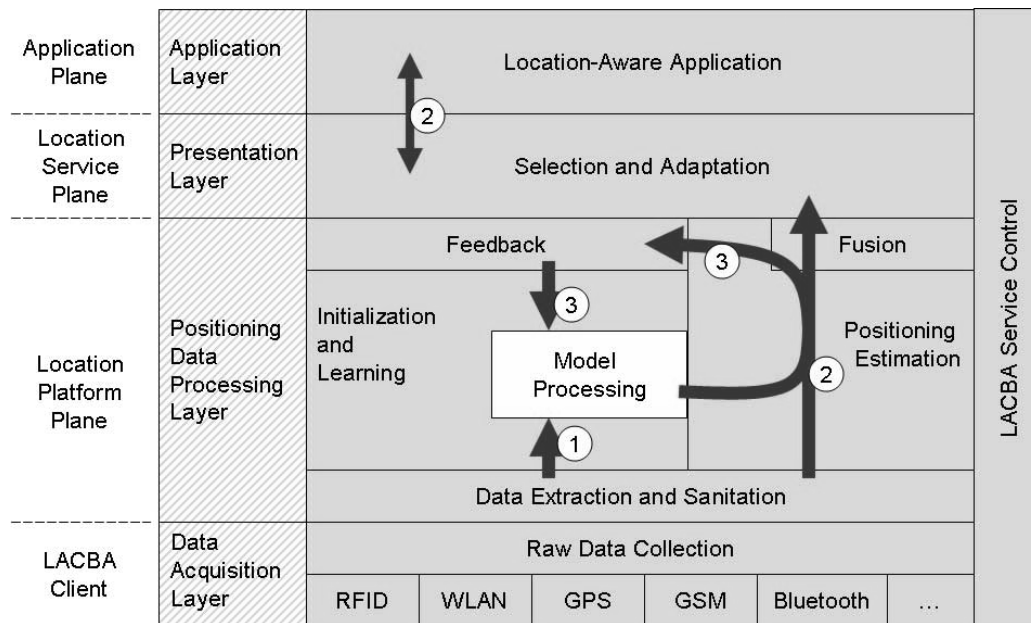 Application
Plane
Application
Layer
Location-Aware Application
2
Location
Service
Plane
Presentation
Layer
Selection and Adaptation
Location
Platform
Plane
Positioning
Data
Processing
Layer
Feedback
Fusion
3
3
Initialization
and
Learning
Model
Processing
Positioning
Estimation
2
1
Data Extraction and Sanitation
LACBA
Client
Data
Acquisition
Layer
Raw Data Collection
RFID
WLAN
GPS
GSM
Bluetooth
...
LACBA Service Control